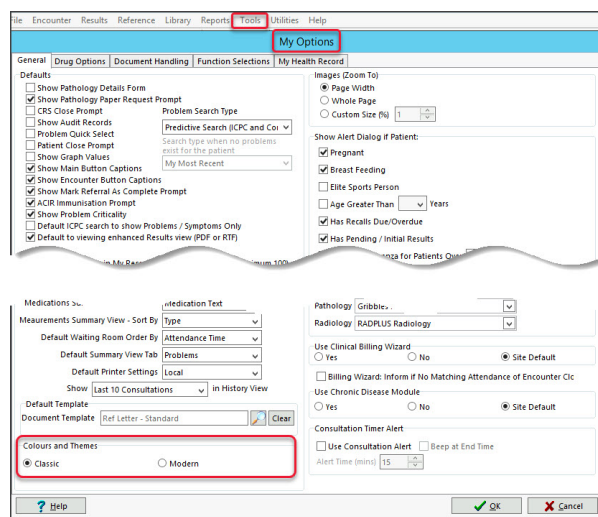 File Encounter Results Reference Library Reports Tools Utilities Help
My Options
General Drug Options Document Handling Function Selections My Health Record
Defaults
Show Pathology Details Form
Show Pathology Paper Request Prompt
CRS Close Prompt
Show Audit Records
Problem Quick Select
Patient Close Prompt
Show Graph Values
Show Main Button Captions
Show Encounter Button Captions
Show Mark Referral As Complete Prompt
ACIR Immunisation Prompt
Show Problem Criticality
Default ICPC search to show Problems / Symptoms Only
Default to viewing enhanced Results view (PDF or RTF)
Problem Search Type
Predictive Search (ICPC and Cor
Search type when no problems
exist for the patient
My Most Recent
Images (Zoom To)
Page Width
Whole Page
Custom Size (%) 1
Show Alert Dialog if Patient:
Pregnant
Breast Feeding
Elite Sports Person
Age Greater Than Years
Has Recalls Due/Overdue
Has Pending / Initial Results
for Patients
in My
100
Medications Medication Text
Meaurements Summary View - Sort By Type
Default Waiting Room Order By Attendance Time
Default Summary View Tab Problems
Default Printer Settings Local
Show Last 10 Consultations in History View
Default Template
Document Template Ref Letter - Standard Clear
Colours and Themes
Classic Modern
Pathology Gribbles
Radiology RADPLUS Radiology
Use Clinical Billing Wizard
Yes No Site Default
Billing Wizard: Inform if No Matching Attendance of Encounter Clc
Use Chronic Disease Module
Yes No Site Default
Consultation Timer Alert
Use Consultation Alert Beep at End Time
Alert Time (mins) 15
? Help OK Cancel